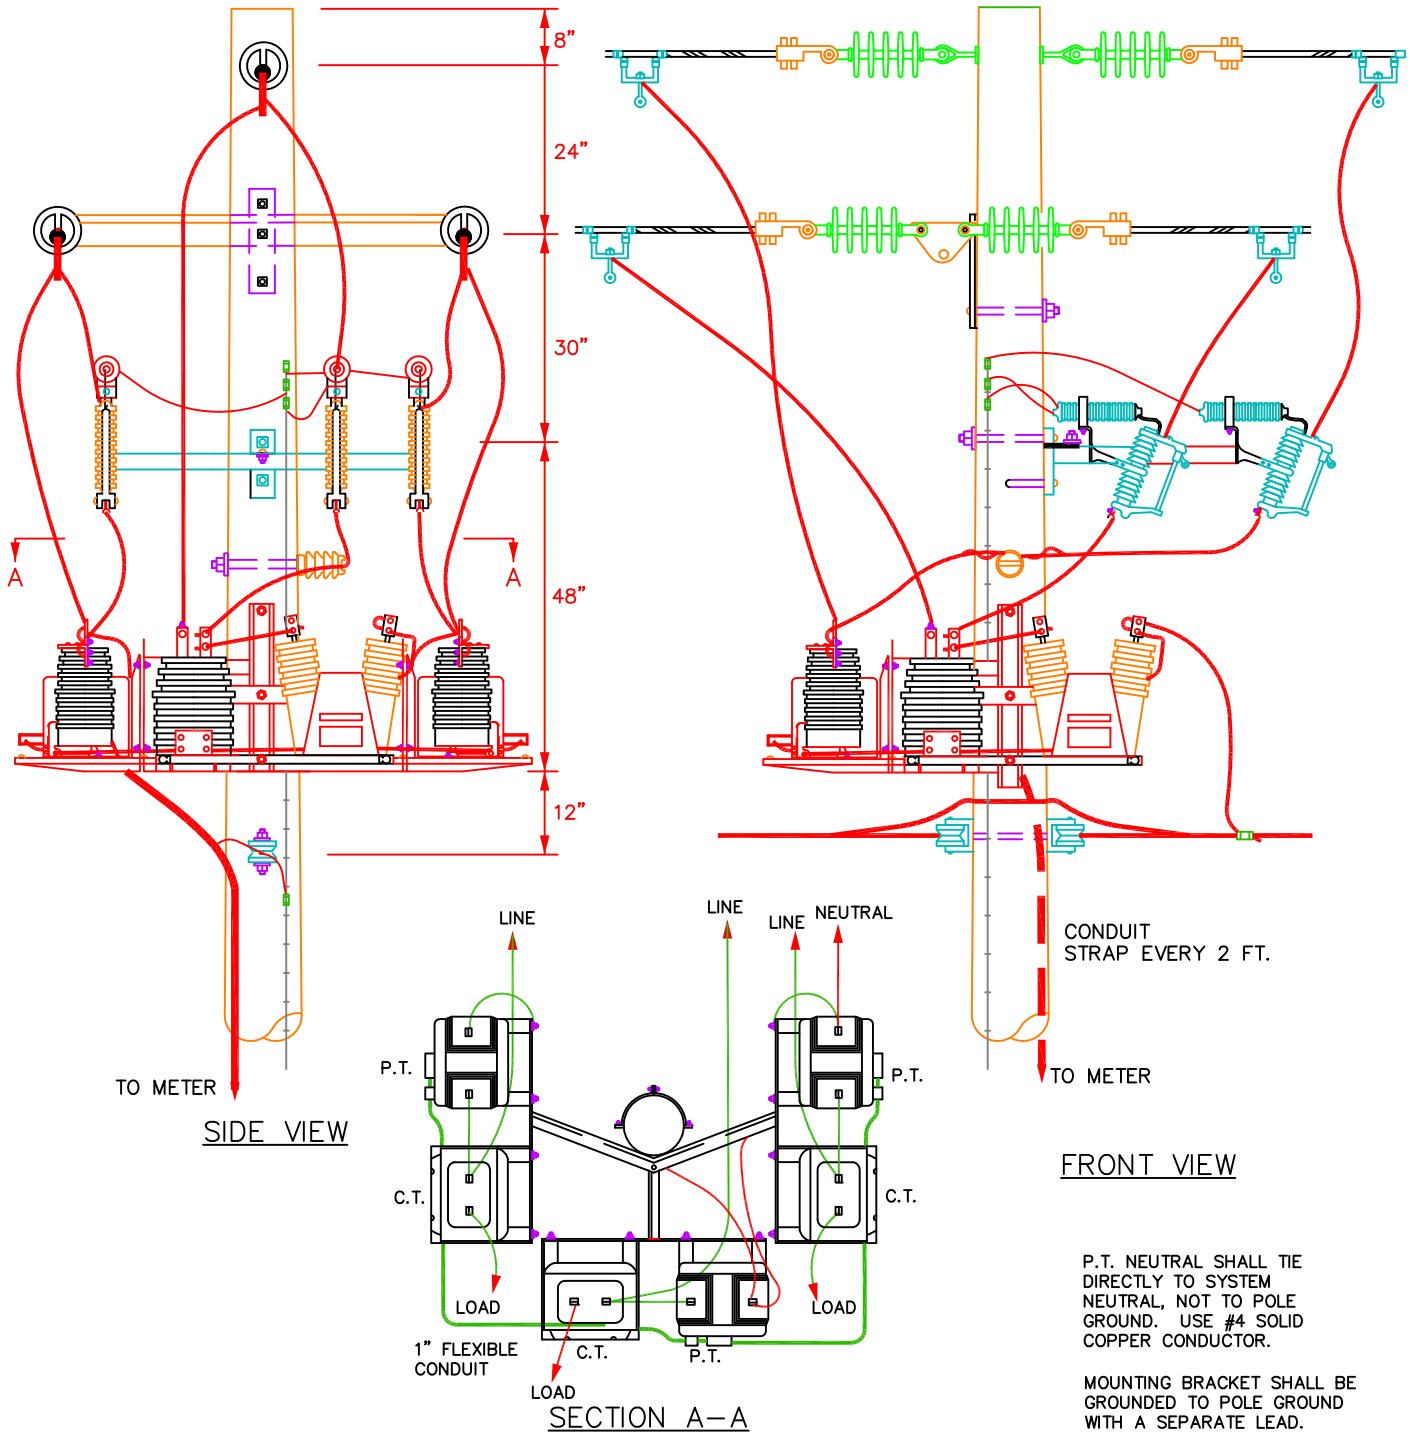 8"
24"
30"
A
A
48"
12"
TO METER
SIDE VIEW
CONDUIT
STRAP EVERY 2 FT.
TO METER
FRONT VIEW
LINE
LINE
LINE
NEUTRAL
P.T.
P.T.
C.T.
C.T.
LOAD
LOAD
1" FLEXIBLE
CONDUIT
C.T.
P.T.
LOAD
SECTION A-A
P.T. NEUTRAL SHALL TIE
DIRECTLY TO SYSTEM
NEUTRAL, NOT TO POLE
GROUND. USE #4 SOLID
COPPER CONDUCTOR.
MOUNTING BRACKET SHALL BE
GROUNDED TO POLE GROUND
WITH A SEPARATE LEAD.